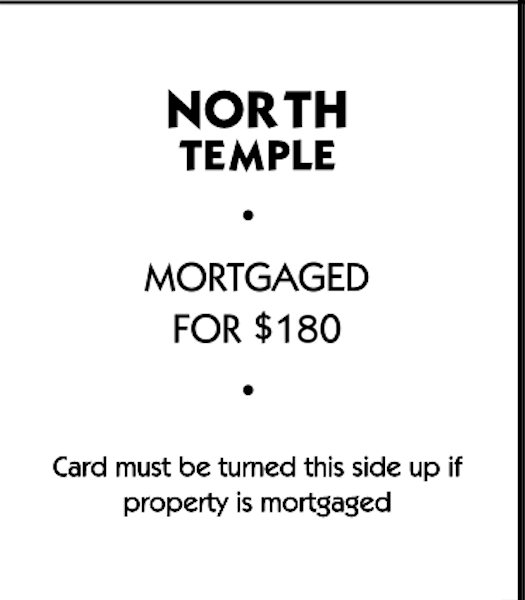 NORTH
TEMPLE
•
MORTGAGED
FOR $180
•
Card must be turned this side up if
property is mortgaged